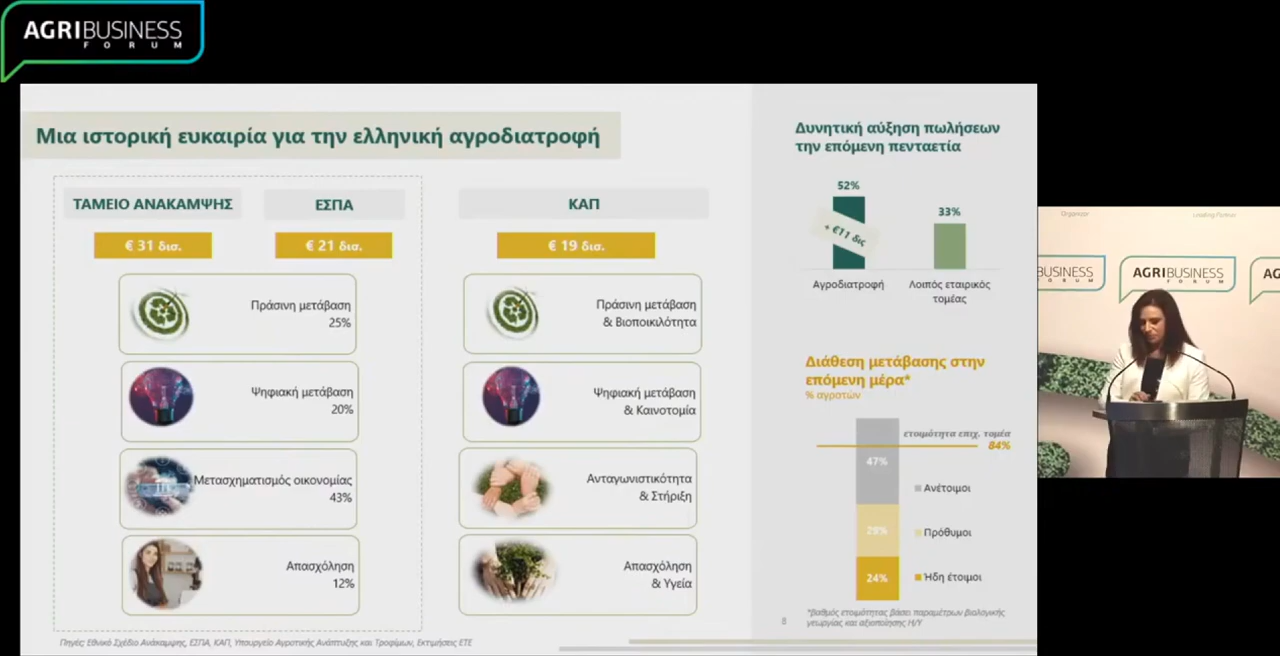 AGRIBUSINESS
FORUM
Μια ιστορική ευκαιρία για την ελληνική αγροδιατροφή
ΤΑΜΕΙΟ ΑΝΑΚΑΜΨΗΣ
ΕΣΠΑ
ΚΑΠ
€ 31 δισ.
€ 21 δισ.
€ 19 δισ.
Πράσινη μετάβαση
25%
Ψηφιακή μετάβαση
20%
Μετασχηματισμός οικονομίας
43%
Απασχόληση
12%
Πράσινη μετάβαση
& Βιοποικιλότητα
Ψηφιακή μετάβαση
& Καινοτομία
Ανταγωνιστικότητα
& Στήριξη
Απασχόληση
& Υγεία
Πηγές: Εθνικό Σχέδιο Ανάκαμψης, ΕΣΠΑ, ΚΑΠ, Υπουργείο Αγροτικής Ανάπτυξης και Τροφίμων, Εκτιμήσεις ΕΤΕ
Δυνητική αύξηση πωλήσεων
την επόμενη πενταετία
52%
33%
+ €11 δις
Αγροδιατροφή
Λοιπός εταιρικός
τομέας
Διάθεση μετάβασης στην
επόμενη μέρα*
% αγροτών
ετοιμότητα επιχ. τομέα
84%
47%
Ανέτοιμοι
29%
Πρόθυμοι
24%
Ήδη έτοιμοι
*βαθμός ετοιμότητας βάσει παραμέτρων βιολογικής
γεωργίας και αξιοποίησης Η/Υ
8
Organizer
Leading Partner
BUSINESS
FORUM
AGRIBUSINESS
FORUM
AG